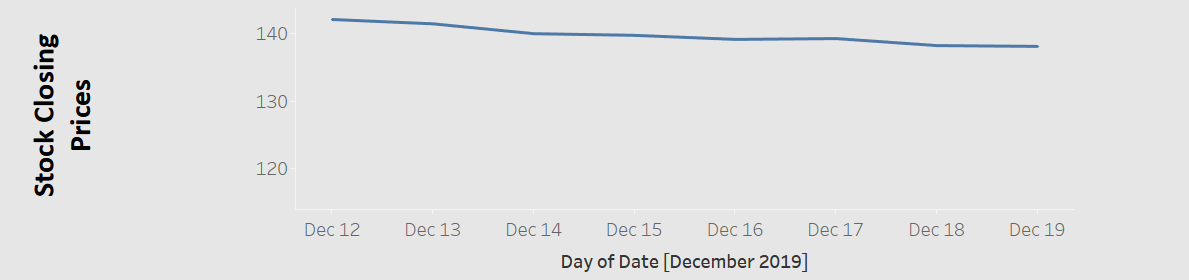 Stock Closing
Prices
140
130
120
Dec 12 Dec 13 Dec 14 Dec 15 Dec 16 Dec 17 Dec 18 Dec 19
Day of Date [December 2019]